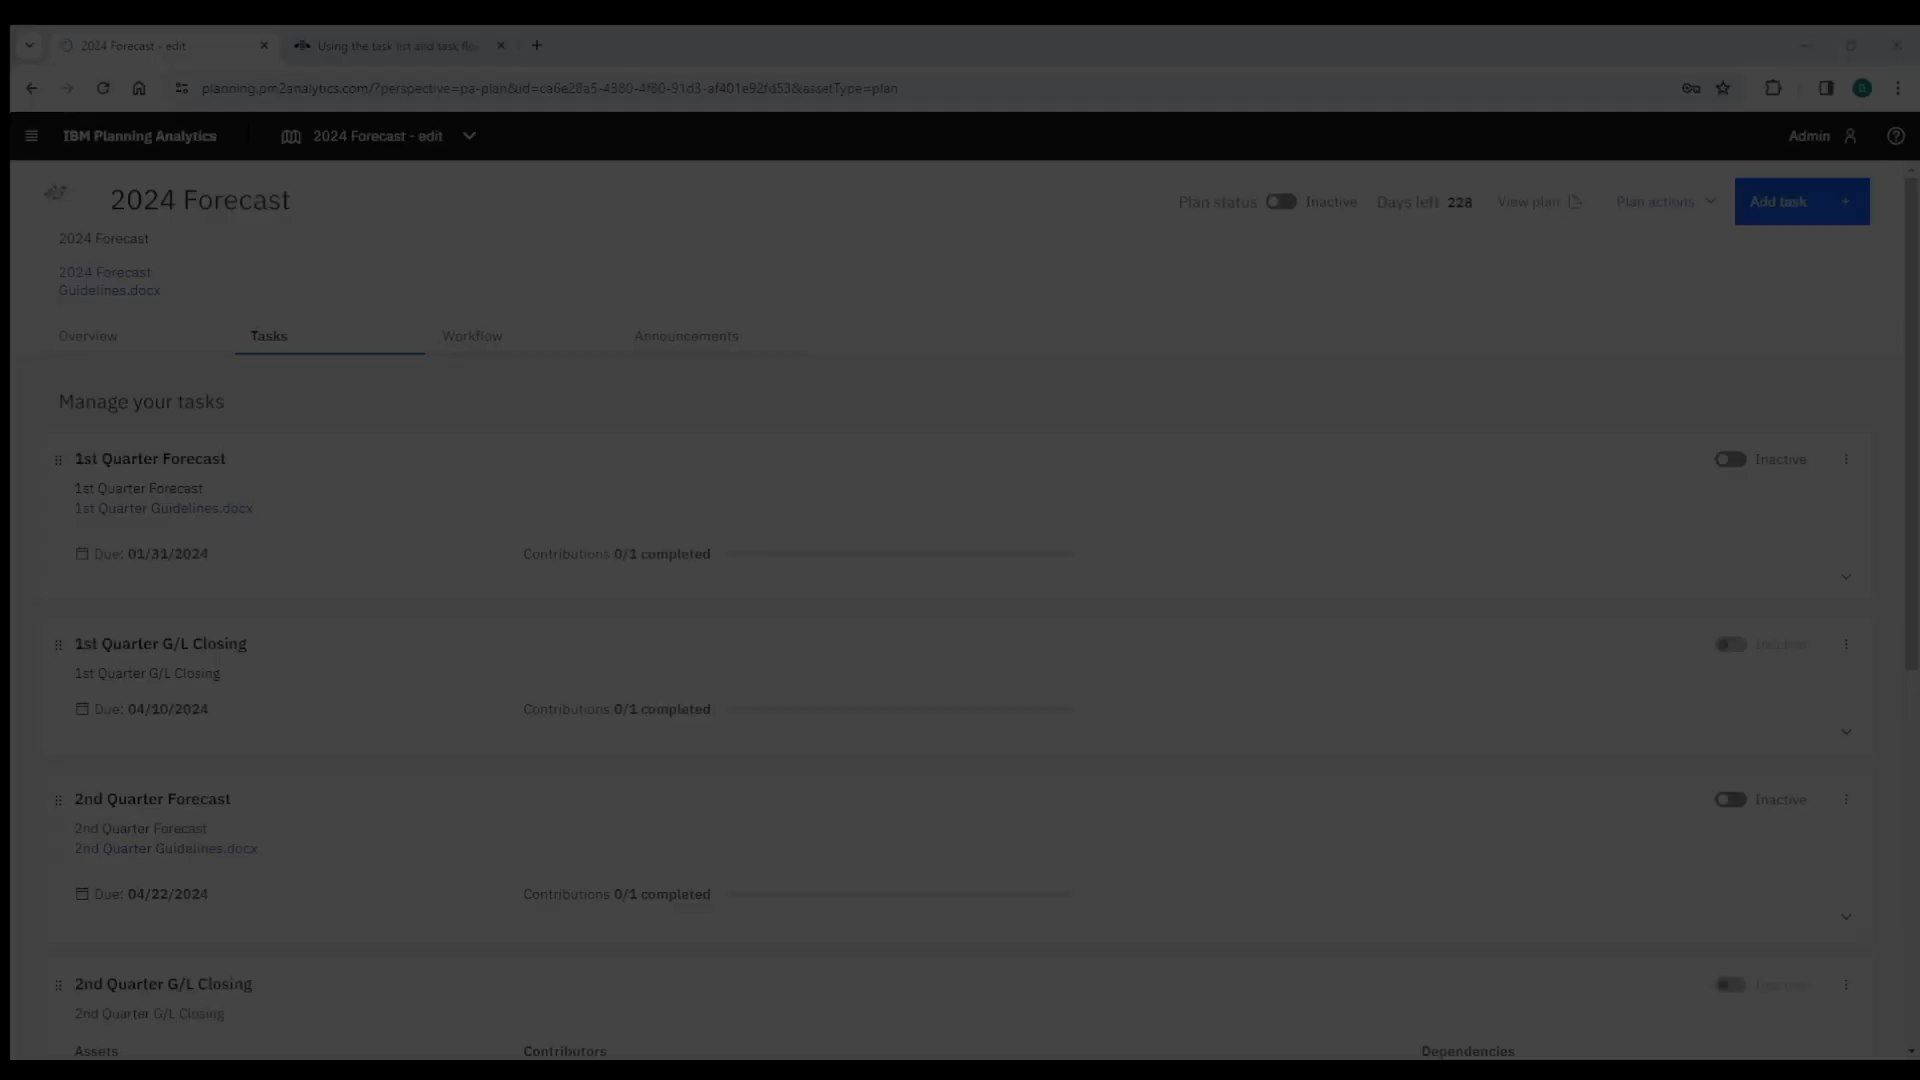 2024 Forecast - edit
Using the task list and task flo
planning.pm2analytics.com/?perspective=pa-plan&id=ca6e28a5-4380-4f80-91d3-af401e92fd53&assetType=plan
IBM Planning Analytics
2024 Forecast - edit
Admin
2024 Forecast
Plan status Inactive Days left 228 View plan Plan actions Add task +
2024 Forecast
2024 Forecast
Guidelines.docx
Overview Tasks Workflow Announcements
Manage your tasks
1st Quarter Forecast
Inactive
1st Quarter Forecast
1st Quarter Guidelines.docx
Due: 01/31/2024
Contributions 0/1 completed
1st Quarter G/L Closing
Inactive
1st Quarter G/L Closing
Due: 04/10/2024
Contributions 0/1 completed
2nd Quarter Forecast
Inactive
2nd Quarter Forecast
2nd Quarter Guidelines.docx
Due: 04/22/2024
Contributions 0/1 completed
2nd Quarter G/L Closing
Inactive
2nd Quarter G/L Closing
Assets Contributors Dependencies